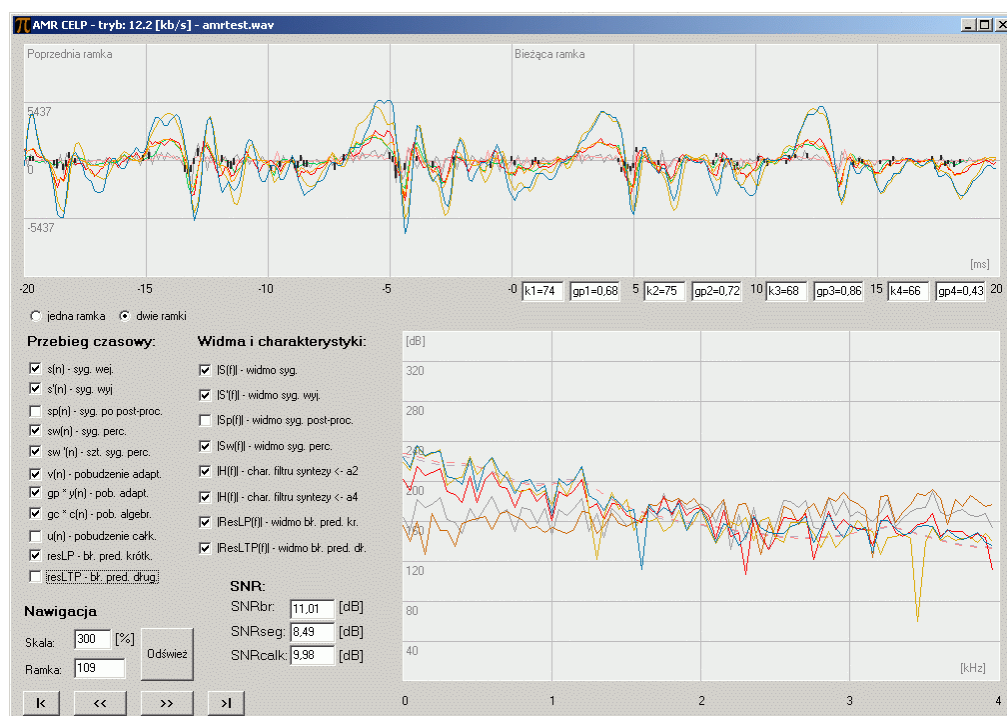 AMR CELP - tryb: 12.2 [kb/s] - amrtest.wav
Poprzednia ramka
Bieżąca ramka
5437
0
-5437
[ms]
-20 -15 -10 -5 -0 k1=74 gp1=0,68 5 k2=75 gp2=0,72 10 k3=68 gp3=0,86 15 k4=66 gp4=0,43 20
jedna ramka dwie ramki
Przebieg czasowy:
s(n) - syg. wej.
s'(n) - syg. wyj
sp(n) - syg. po post-proc.
sw(n) - syg. perc.
sw '(n) - szt. syg. perc.
v(n) - pobudzenie adapt.
gp * y(n) - pob. adapt.
gc * c(n) - pob. algebr.
u(n) - pobudzenie całk.
resLP - bł. pred. krótk.
resLTP - bł. pred. dług.
Widma i charakterystyki:
|S(f)| - widmo syg.
|S'(f)| - widmo syg. wyj.
|Sp(f)| - widmo syg. post-proc.
|Sw(f)| - widmo syg. perc.
|H(f)| - char. filtru syntezy <- a2
|H(f)| - char. filtru syntezy <- a4
|ResLP(f)| - widmo bł. pred. kr.
|ResLTP(f)| - widmo bł. pred. dł.
SNR:
SNRbr: 11,01 [dB]
SNRseg: 8,49 [dB]
SNRcalk: 9,98 [dB]
Nawigacja
Skala: 300 [%]
Ramka: 109
Odśwież
|< << >> >|
[dB]
320
280
240
200
160
120
80
40
[kHz]
0 1 2 3 4